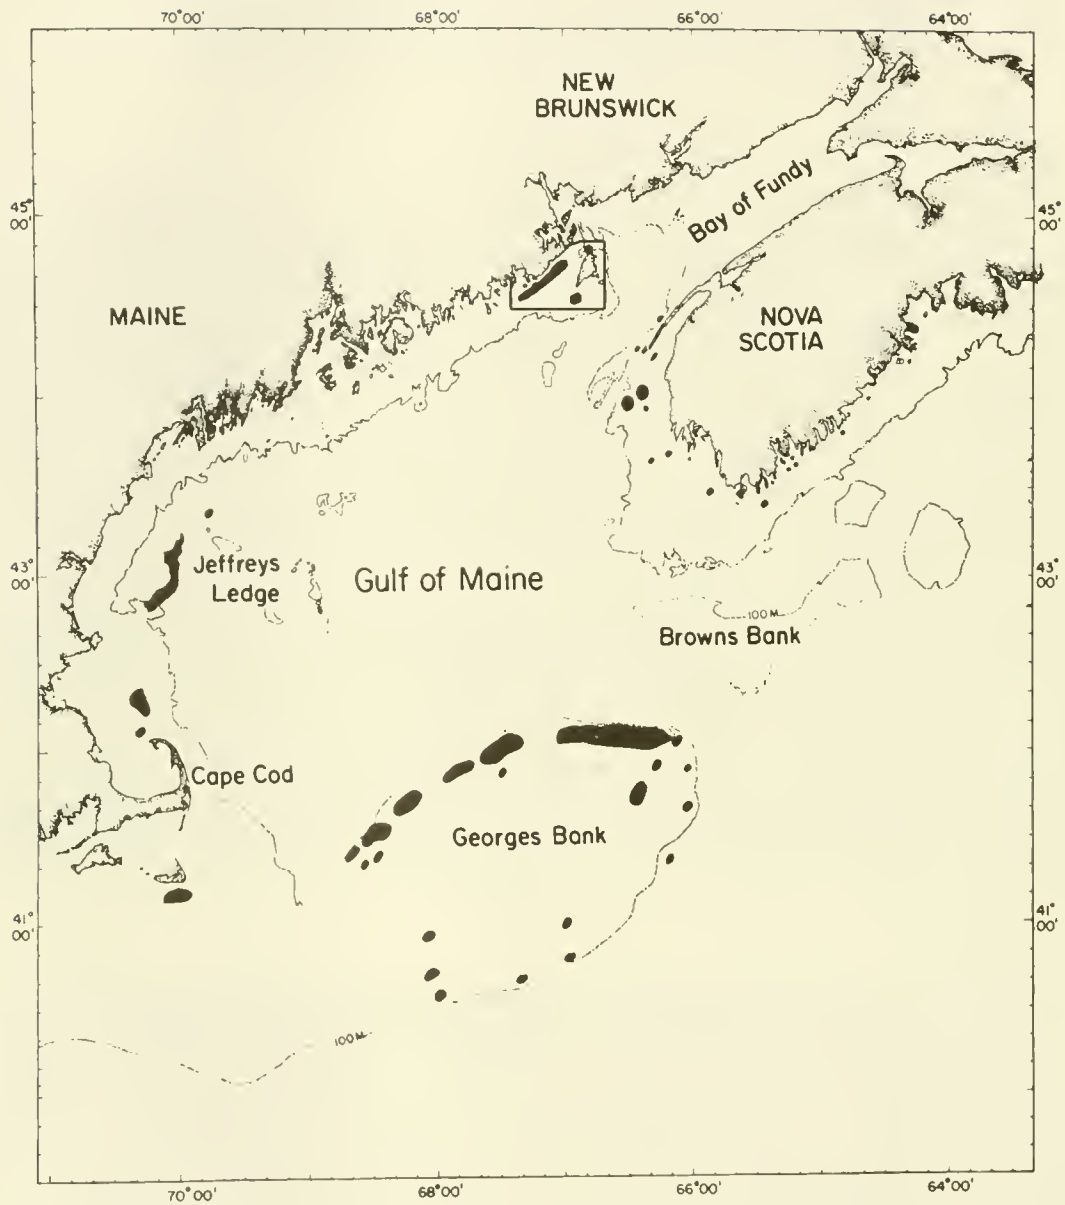 70°00' 68°00' 66°00' 64°00'
NEW
BRUNSWICK
Bay of Fundy
45°
00'
45°
00'
MAINE
NOVA
SCOTIA
Jeffreys
Ledge
Gulf of Maine
43°
00'
43°
00'
100 M
Browns Bank
Cape Cod
Georges Bank
41°
00'
41°
00'
100 M
70°00' 68°00' 66°00' 64°00'